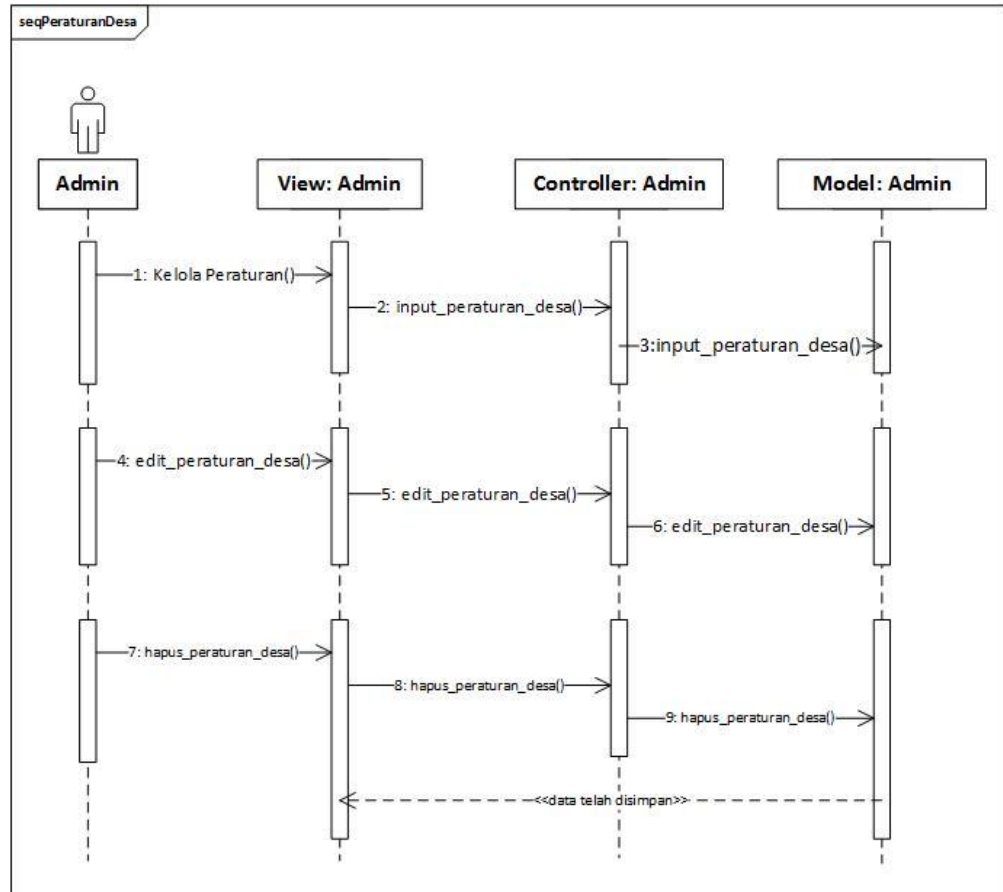 seqPeraturanDesa
Admin
View: Admin
Controller: Admin
Model: Admin
1: Kelola Peraturan()
2: input_peraturan_desa()
3:input_peraturan_desa()
4: edit_peraturan_desa()
5: edit_peraturan_desa()
6: edit_peraturan_desa()
7: hapus_peraturan_desa()
8: hapus_peraturan_desa()
9: hapus_peraturan_desa()
<<data telah disimpan>>